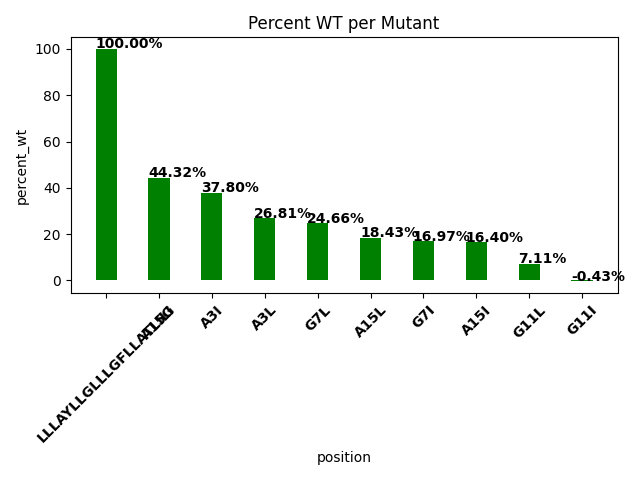 Percent WT per Mutant
percent_wt
100
80
60
40
20
0
100.00%
44.32%
37.80%
26.81%
24.66%
18.43%
16.97%
16.40%
7.11%
-0.43%
A3I
A3L
G7L
A15L
G7I
A15I
G11L
G11I
position